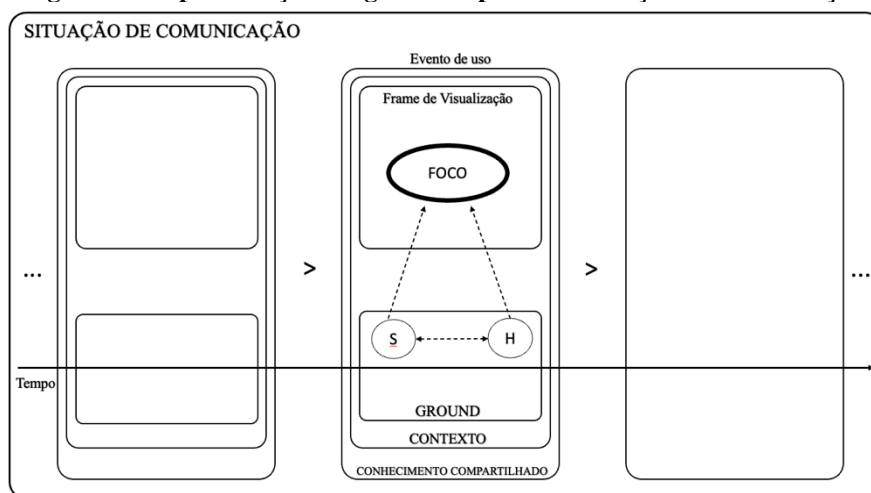 SITUAÇÃO DE COMUNICAÇÃO
Evento de uso
Frame de Visualização
FOCO
...
>
>
...
S
H
Tempo
GROUND
CONTEXTO
CONHECIMENTO COMPARTILHADO